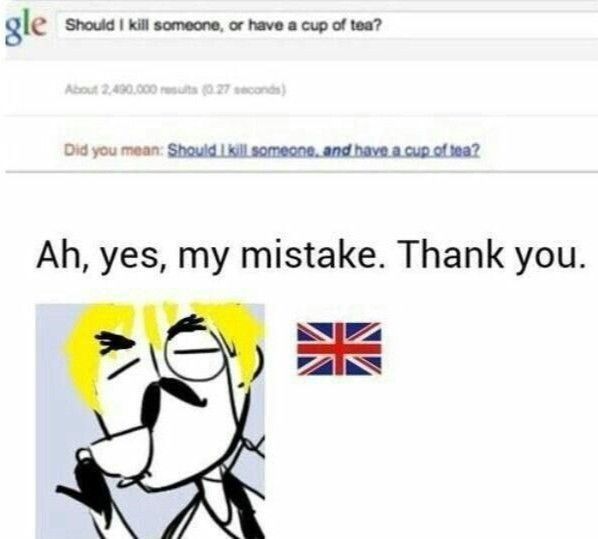 gle Should I kill someone, or have a cup of tea?
About 2,490,000 results (0.27 seconds)
Did you mean: Should I kill someone, and have a cup of tea?
Ah, yes, my mistake. Thank you.